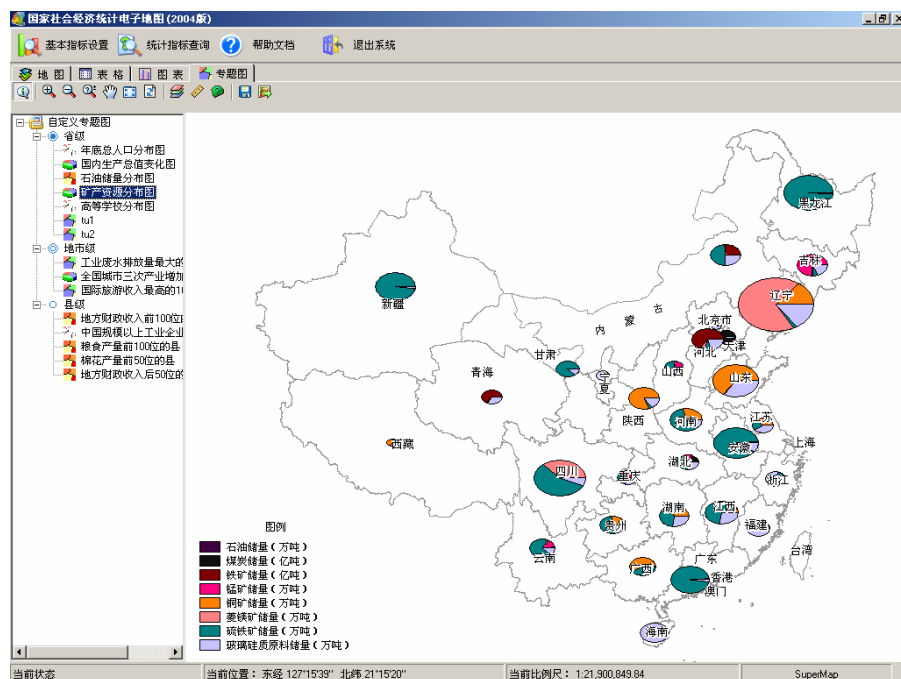 国家社会经济统计电子地图(2004版)
基本指标设置 统计指标查询 帮助文档 退出系统
地 图 表 格 图 表 专题图
自定义专题图
省级
年底总人口分布图
国内生产总值变化图
石油储量分布图
矿产资源分布图
高等学校分布图
tu1
tu2
地市级
工业废水排放量最大的
全国城市三次产业增加
国际旅游收入最高的1
县级
地方财政收入前100位
中国规模以上工业企业
粮食产量前100位的县
棉花产量前50位的县
地方财政收入后50位的
黑龙江
吉林
辽宁
新疆
内 蒙 古
北京市
天津
河北
甘肃
宁夏
山西
青海
山东
陕西
河南
江苏
西藏
安徽
上海
湖北
四川
重庆
浙江
湖南
江西
贵州
福建
云南
台湾
广西
广东
香港
澳门
海南
图例
石油储量(万吨)
煤炭储量(亿吨)
铁矿储量(亿吨)
锰矿储量(万吨)
铜矿储量(万吨)
菱镁矿储量(万吨)
硫铁矿储量(万吨)
玻璃硅质原料储量(万吨)
当前状态 当前位置: 东经 127°15'39" 北纬 21°15'20" 当前比例尺: 1:21,900,849.84 SuperMap